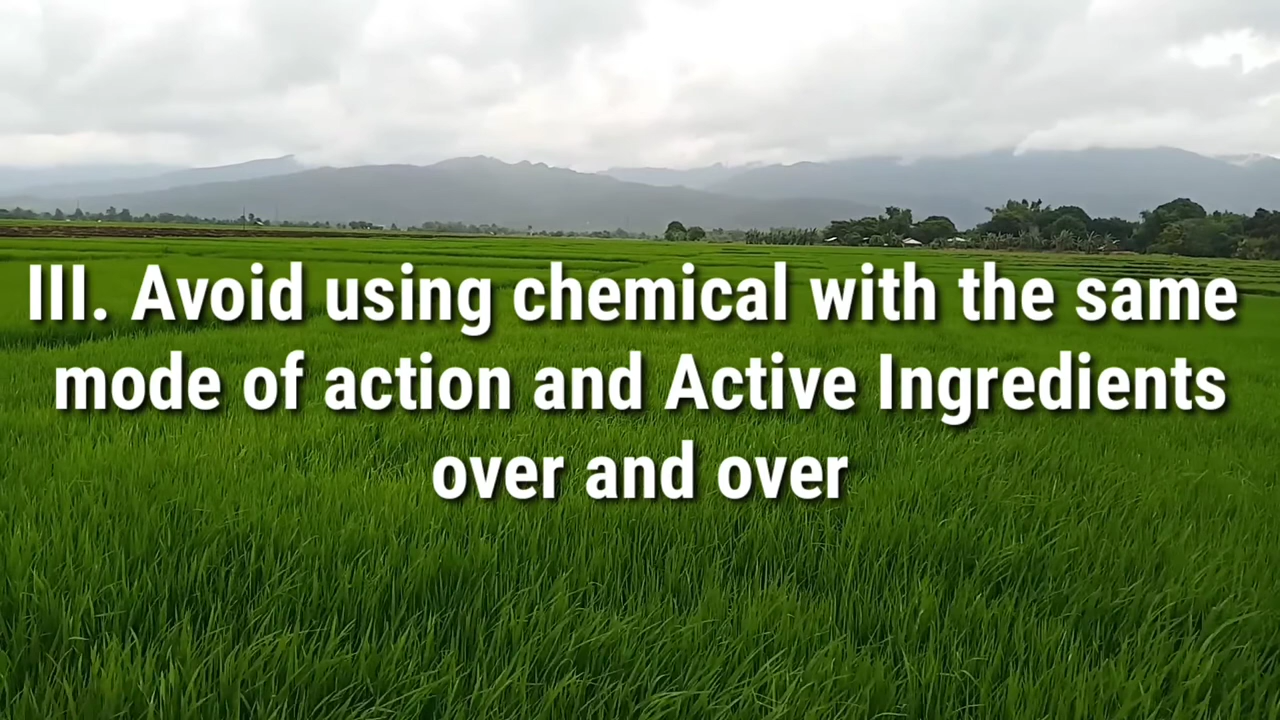 III. Avoid using chemical with the same
mode of action and Active Ingredients
over and over